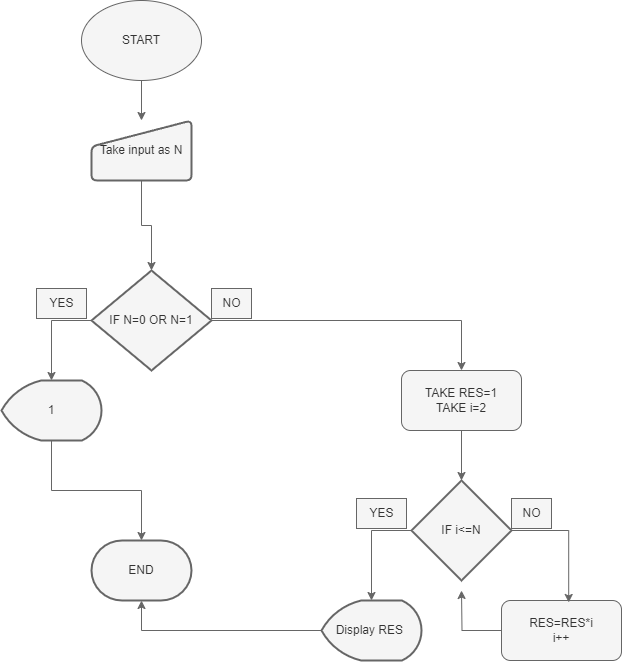 START
Take input as N
YES
NO
IF N=0 OR N=1
1
TAKE RES=1
TAKE i=2
YES
NO
IF i<=N
END
Display RES
RES=RES*i
i++